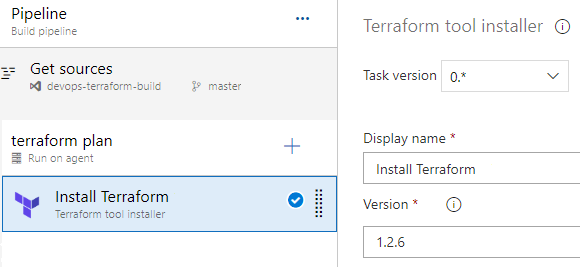 Pipeline
Build pipeline
Get sources
devops-terraform-build master
terraform plan
Run on agent
Install Terraform
Terraform tool installer
Terraform tool installer
Task version 0.*
Display name *
Install Terraform
Version *
1.2.6